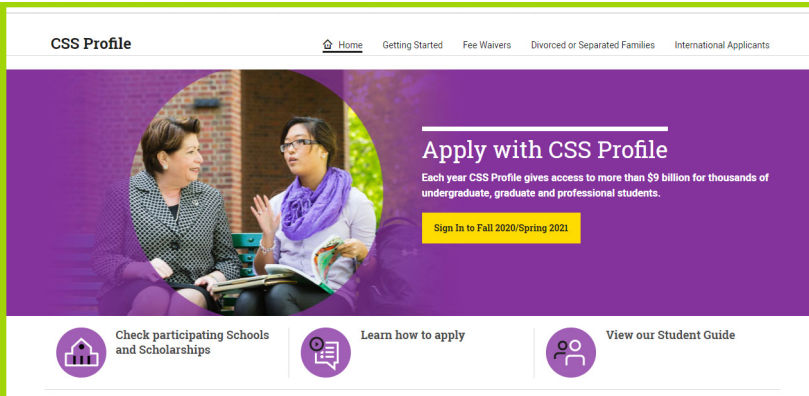 CSS Profile
Home
Getting Started
Fee Waivers
Divorced or Separated Families
International Applicants
Apply with CSS Profile
Each year CSS Profile gives access to more than $9 billion for thousands of
undergraduate, graduate and professional students.
Sign In to Fall 2020/Spring 2021
Check participating Schools
and Scholarships
Learn how to apply
View our Student Guide